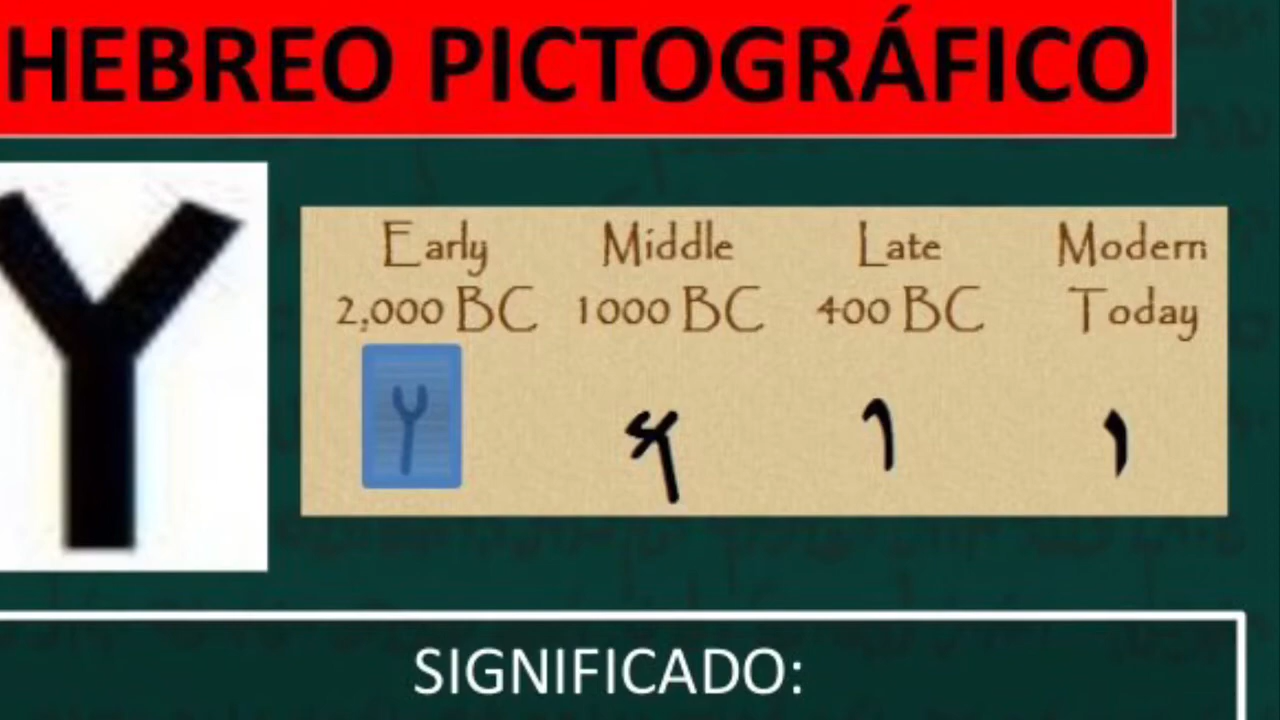 HEBREO PICTOGRÁFICO
Y
Early Middle Late Modern
2,000 BC 1000 BC 400 BC Today
𐤅 ו ו
SIGNIFICADO: